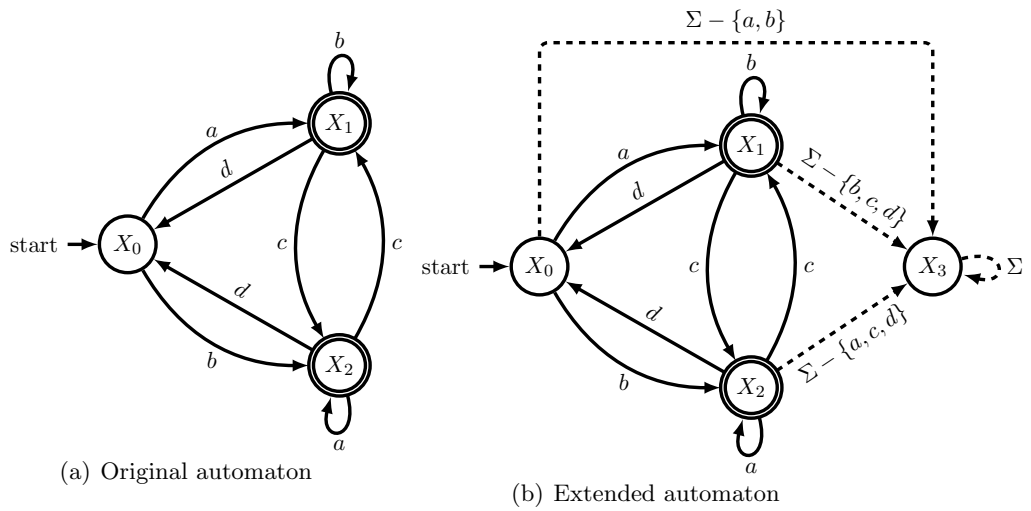 b
X₁
a
d
start
X₀
c
c
d
b
X₂
a
(a) Original automaton
Σ − {a, b}
b
X₁
a
d
Σ − {b, c, d}
start
X₀
c
c
X₃
Σ
d
b
X₂
Σ − {a, c, d}
a
(b) Extended automaton